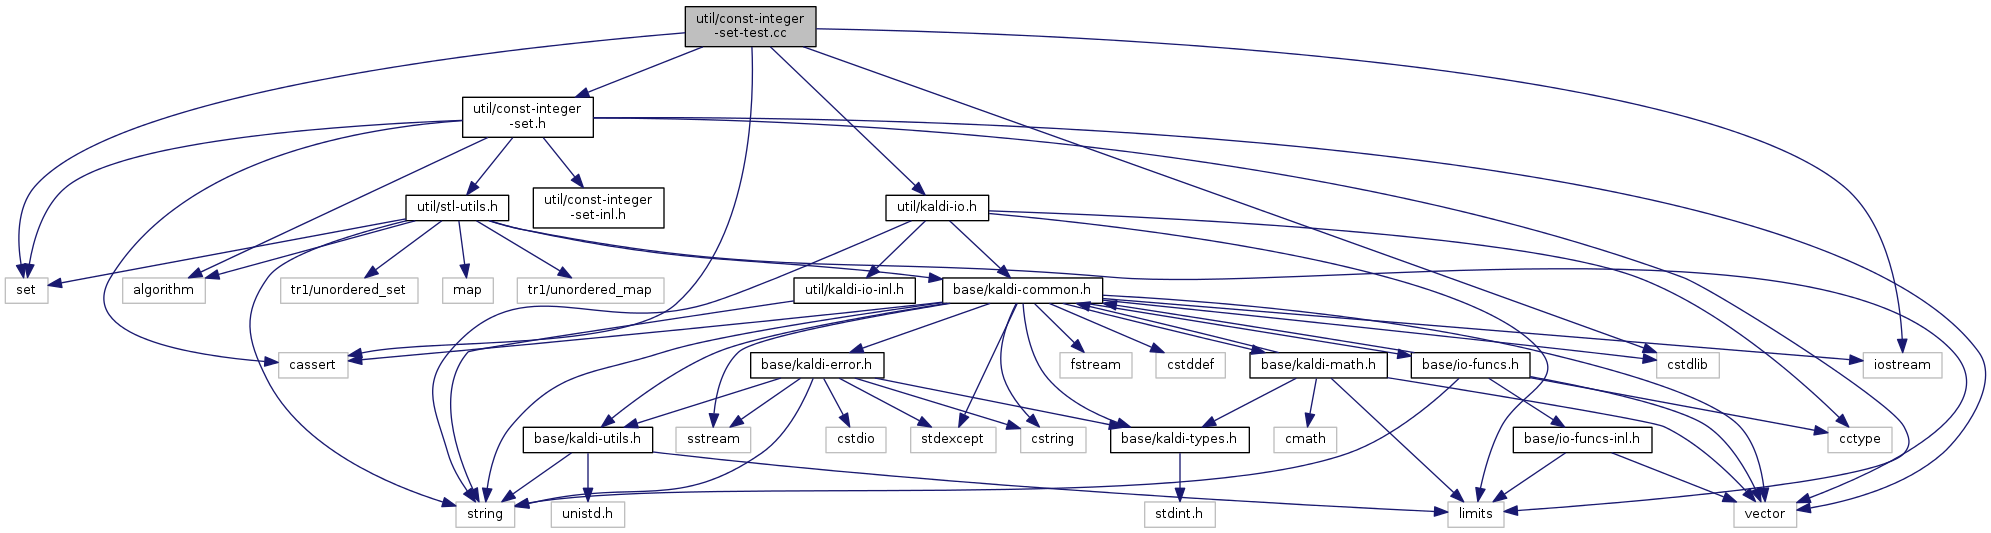 util/const-integer
-set-test.cc
util/const-integer
-set.h
util/stl-utils.h
util/const-integer
-set-inl.h
util/kaldi-io.h
set
algorithm
tr1/unordered_set
map
tr1/unordered_map
util/kaldi-io-inl.h
base/kaldi-common.h
cassert
base/kaldi-error.h
fstream
cstddef
base/kaldi-math.h
base/io-funcs.h
cstdlib
iostream
base/kaldi-utils.h
sstream
cstdio
stdexcept
cstring
base/kaldi-types.h
cmath
base/io-funcs-inl.h
cctype
string
unistd.h
stdint.h
limits
vector